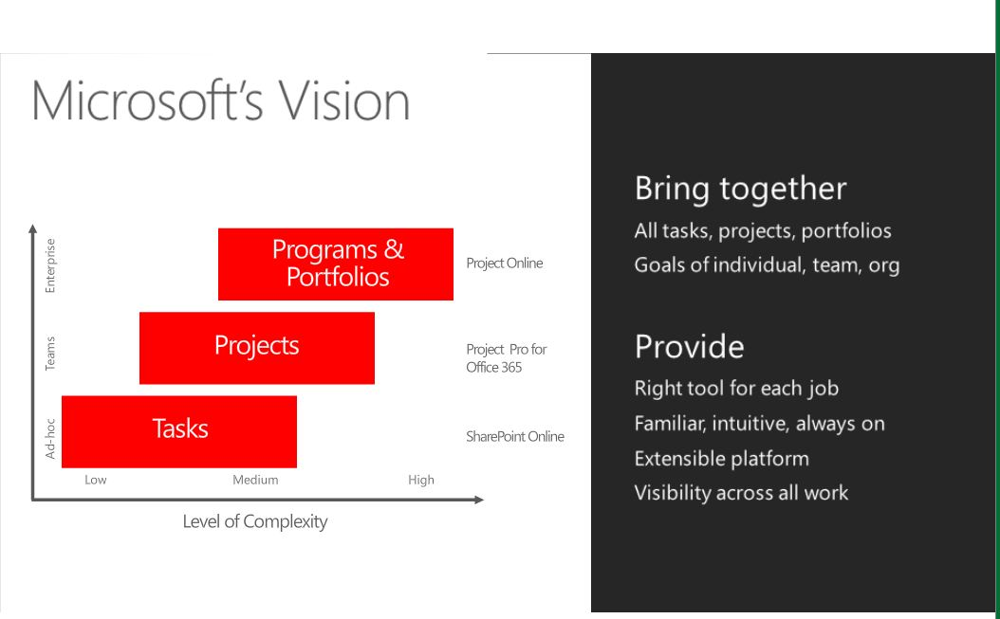 Microsoft's Vision
Enterprise
Programs &
Portfolios
Project Online
Teams
Projects
Project Pro for
Office 365
Ad-hoc
Tasks
SharePoint Online
Low
Medium
High
Level of Complexity
Bring together
All tasks, projects, portfolios
Goals of individual, team, org
Provide
Right tool for each job
Familiar, intuitive, always on
Extensible platform
Visibility across all work